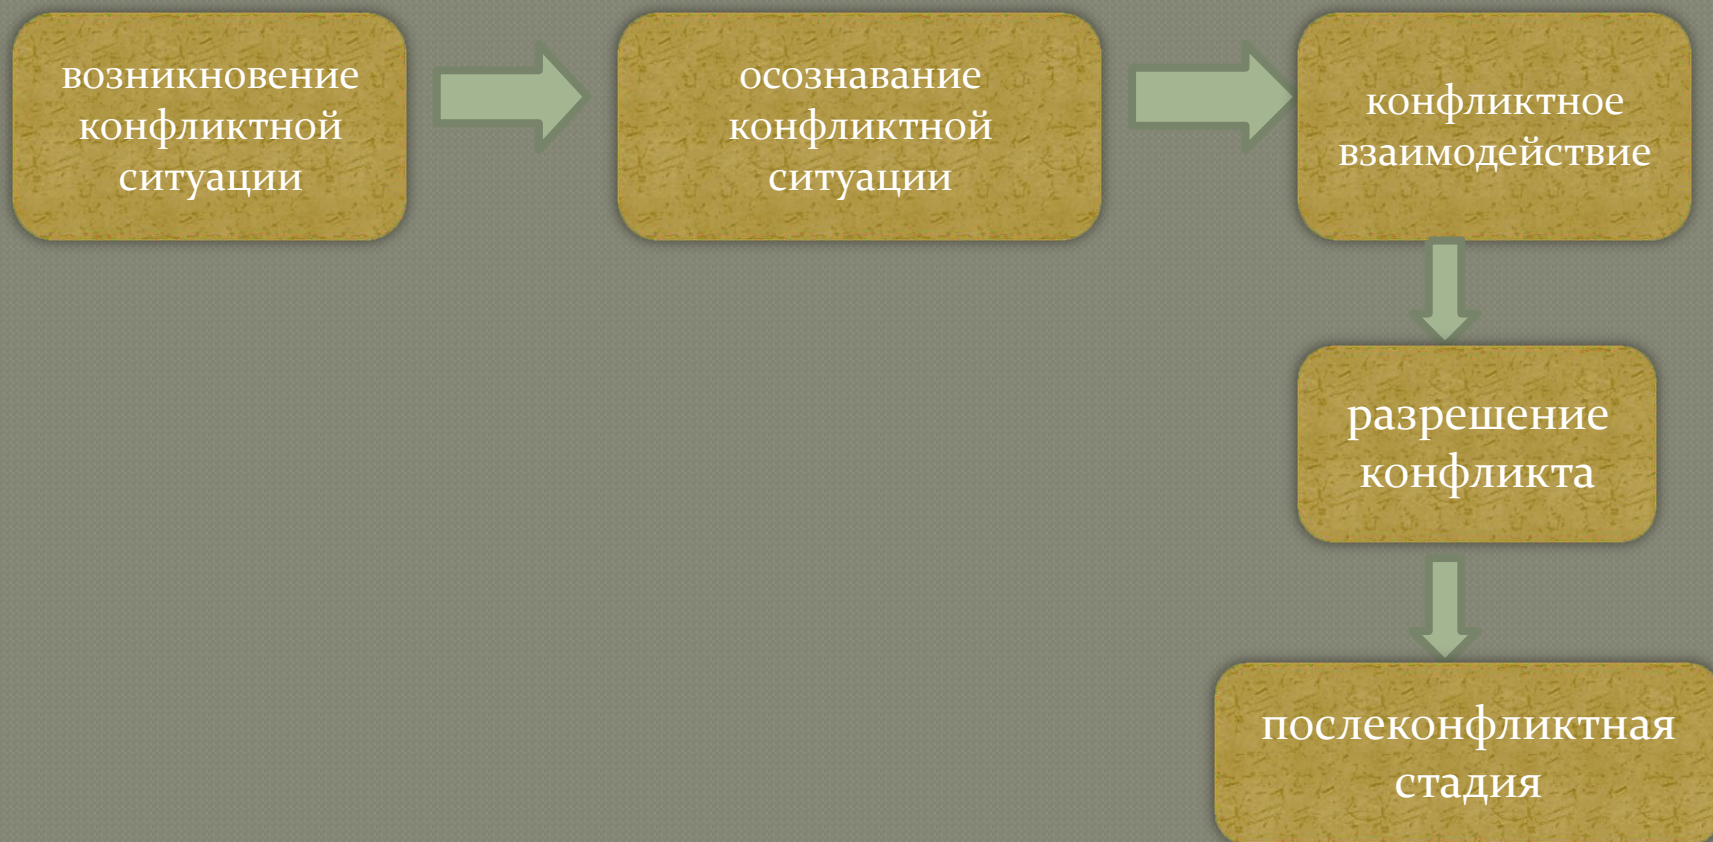 возникновение
конфликтной
ситуации
осознавание
конфликтной
ситуации
конфликтное
взаимодействие
разрешение
конфликта
послеконфликтная
стадия